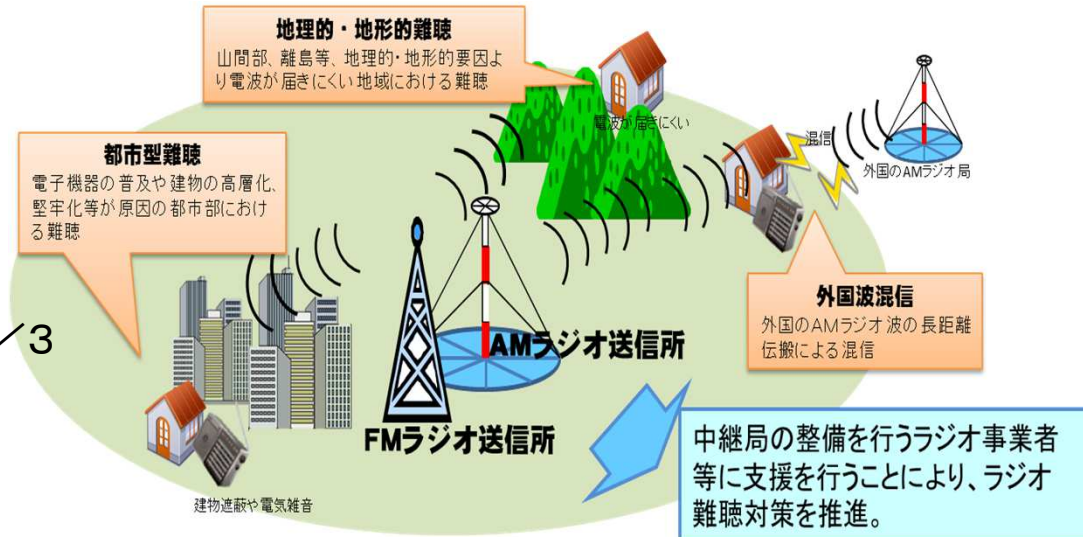 地理的・地形的難聴
山間部、離島等、地理的・地形的要因よ
り電波が届きにくい地域における難聴
電波が届きにくい
混信
外国のAMラジオ局
都市型難聴
電子機器の普及や建物の高層化、
堅牢化等が原因の都市部におけ
る難聴
外国波混信
外国のAMラジオ波の長距離
伝搬による混信
／3
AMラジオ送信所
FMラジオ送信所
建物遮蔽や電気雑音
中継局の整備を行うラジオ事業者
等に支援を行うことにより、ラジオ
難聴対策を推進。